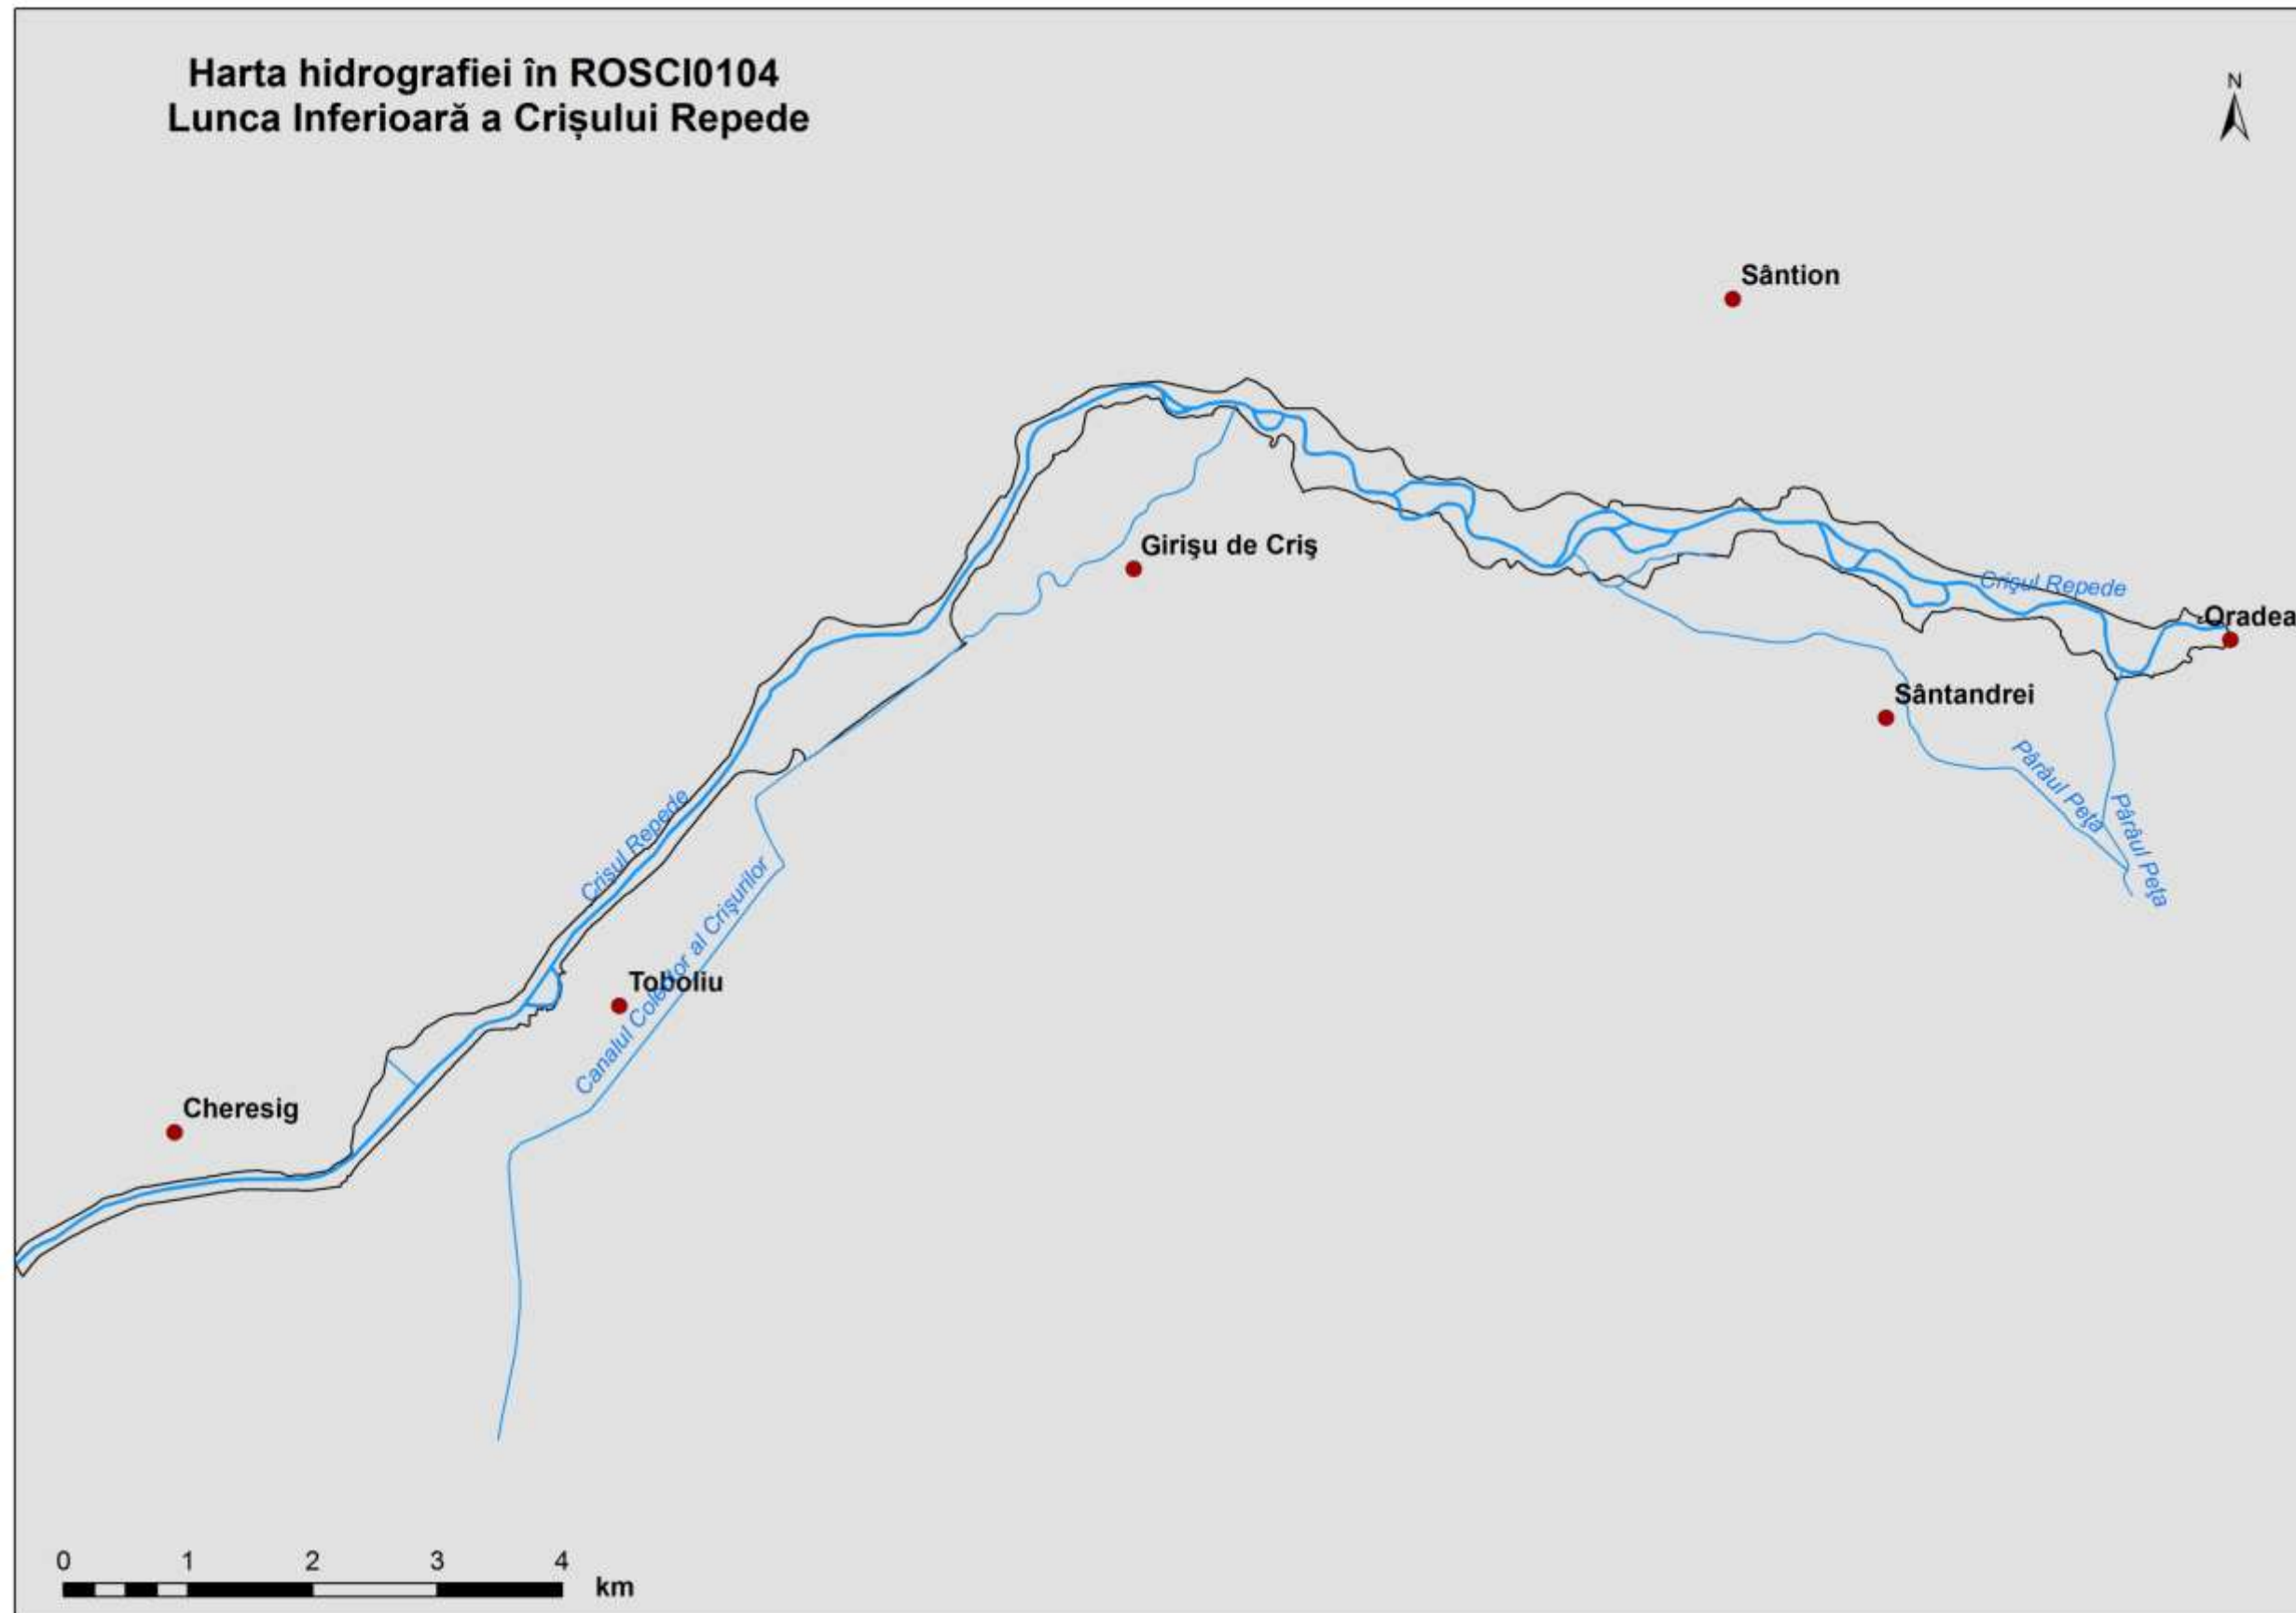 Harta hidrografiei în ROSCI0104
Lunca Inferioară a Crișului Repede
N
Sântion
Girişu de Criş
Crişul Repede
Oradea
Sântandrei
Pârâul Peţa
Pârâul Peţa
Crişul Repede
Canalul Colector al Crişurilor
Toboliu
Cheresig
0 1 2 3 4
km